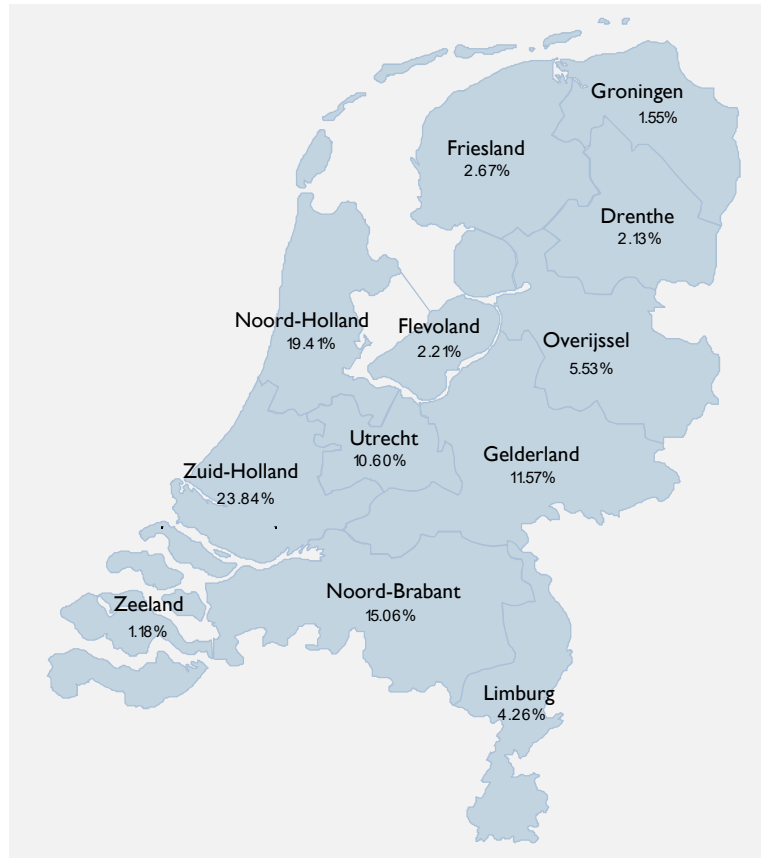 Groningen
1.55%
Friesland
2.67%
Drenthe
2.13%
Noord-Holland
19.41%
Flevoland
2.21%
Overijssel
5.53%
Utrecht
10.60%
Gelderland
11.57%
Zuid-Holland
23.84%
Noord-Brabant
15.06%
Zeeland
1.18%
Limburg
4.26%